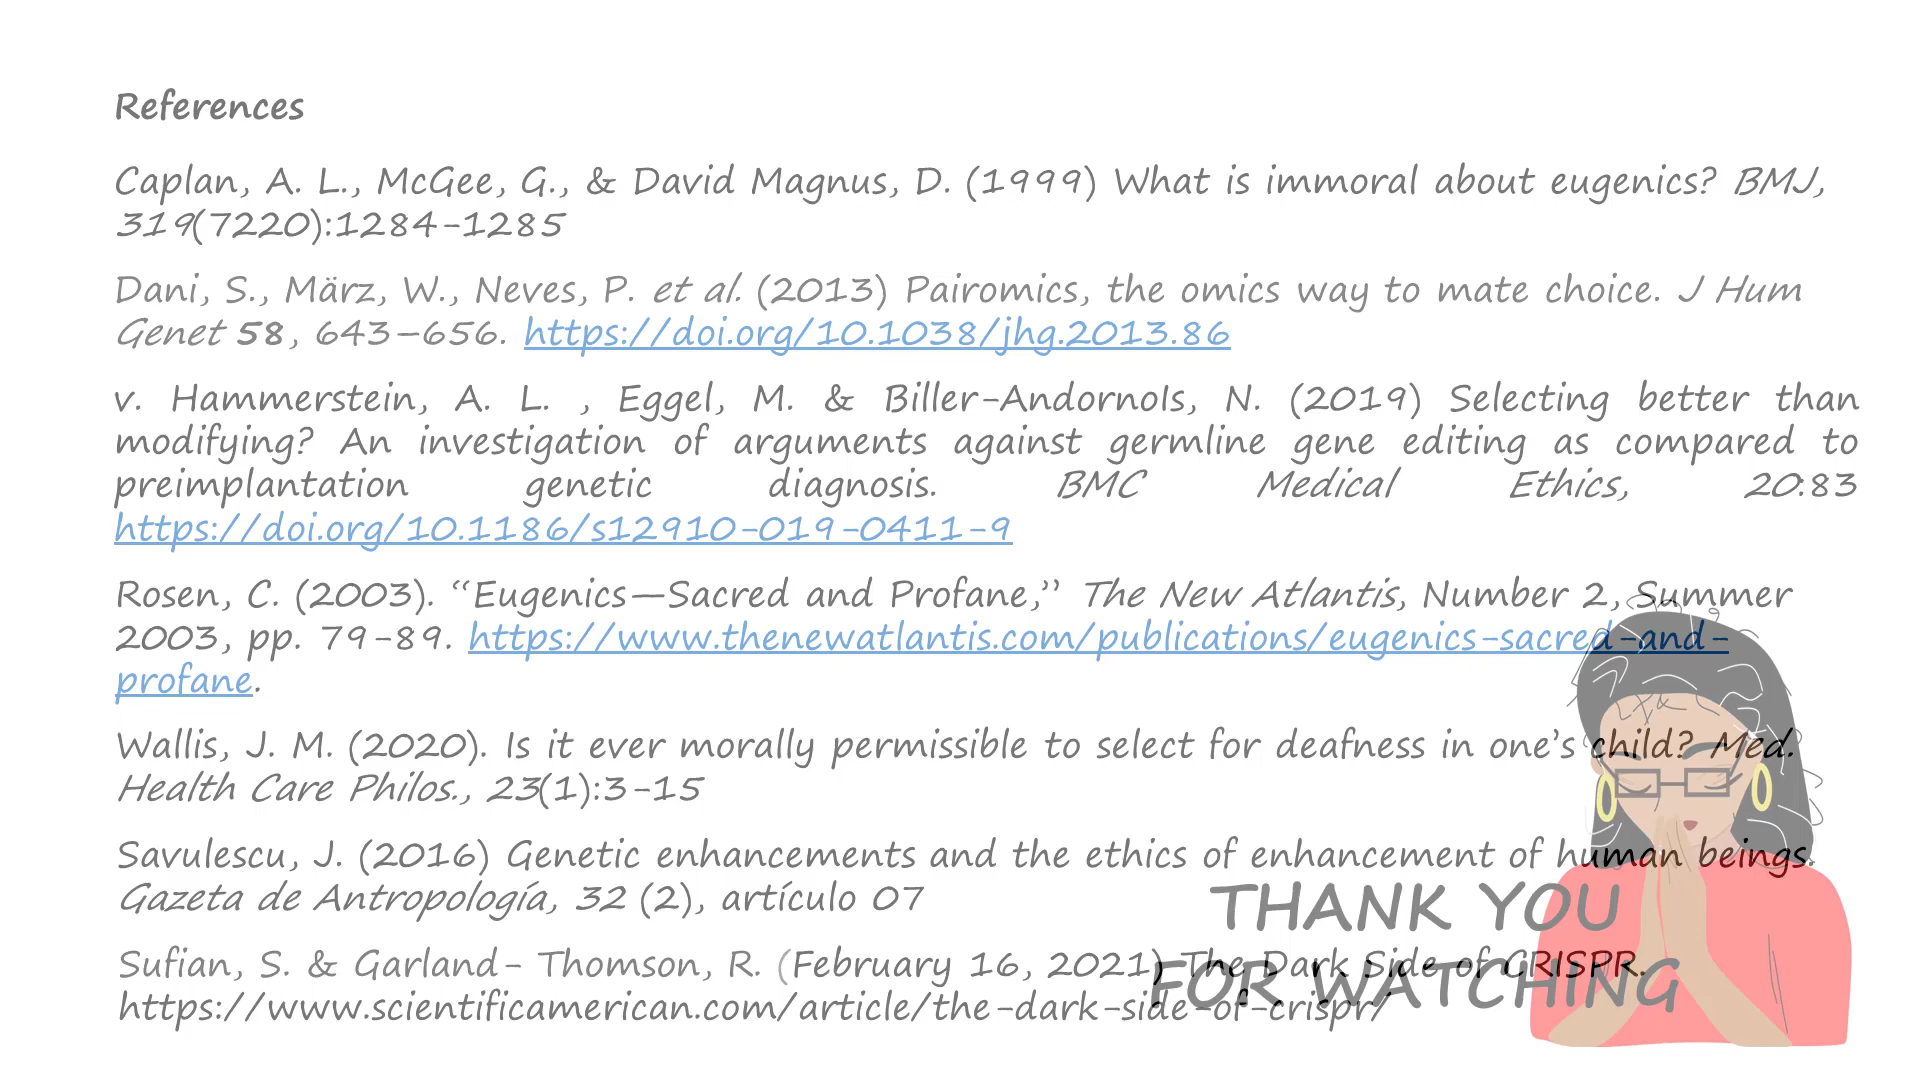 References
Caplan, A. L., McGee, G., & David Magnus, D. (1999) What is immoral about eugenics? BMJ,
319(7220):1284-1285
Dani, S., März, W., Neves, P. et al. (2013) Pairomics, the omics way to mate choice. J Hum
Genet 58, 643–656. https://doi.org/10.1038/jhg.2013.86
v. Hammerstein, A. L. , Eggel, M. & Biller-AndornoIs, N. (2019) Selecting better than
modifying? An investigation of arguments against germline gene editing as compared to
preimplantation genetic diagnosis. BMC Medical Ethics, 20:83
https://doi.org/10.1186/s12910-019-0411-9
Rosen, C. (2003). “Eugenics—Sacred and Profane,” The New Atlantis, Number 2, Summer
2003, pp. 79-89. https://www.thenewatlantis.com/publications/eugenics-sacred-and-
profane.
Wallis, J. M. (2020). Is it ever morally permissible to select for deafness in one’s child? Med.
Health Care Philos., 23(1):3-15
Savulescu, J. (2016) Genetic enhancements and the ethics of enhancement of human beings.
Gazeta de Antropología, 32 (2), artículo 07
Sufian, S. & Garland- Thomson, R. (February 16, 2021) The Dark Side of CRISPR.
https://www.scientificamerican.com/article/the-dark-side-of-crispr/
THANK YOU
FOR WATCHING